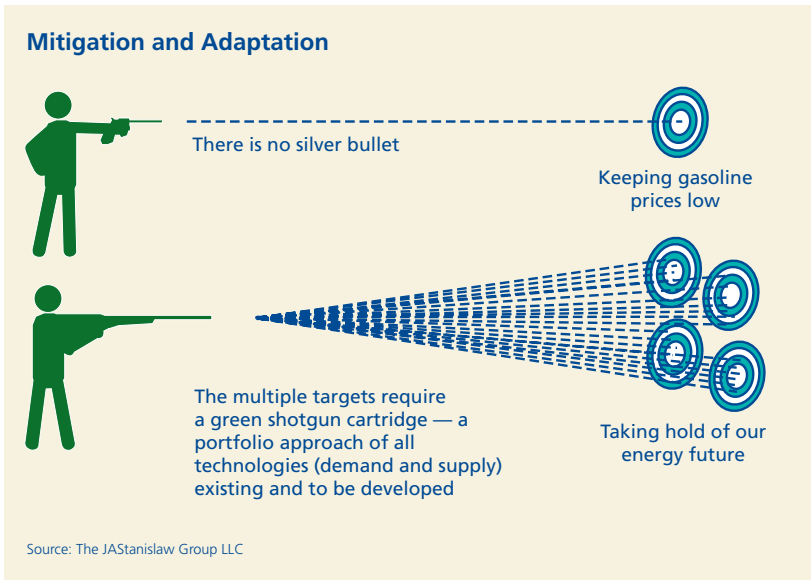 Mitigation and Adaptation
There is no silver bullet
Keeping gasoline
prices low
The multiple targets require
a green shotgun cartridge — a
portfolio approach of all
technologies (demand and supply)
existing and to be developed
Taking hold of our
energy future
Source: The JAStanislaw Group LLC